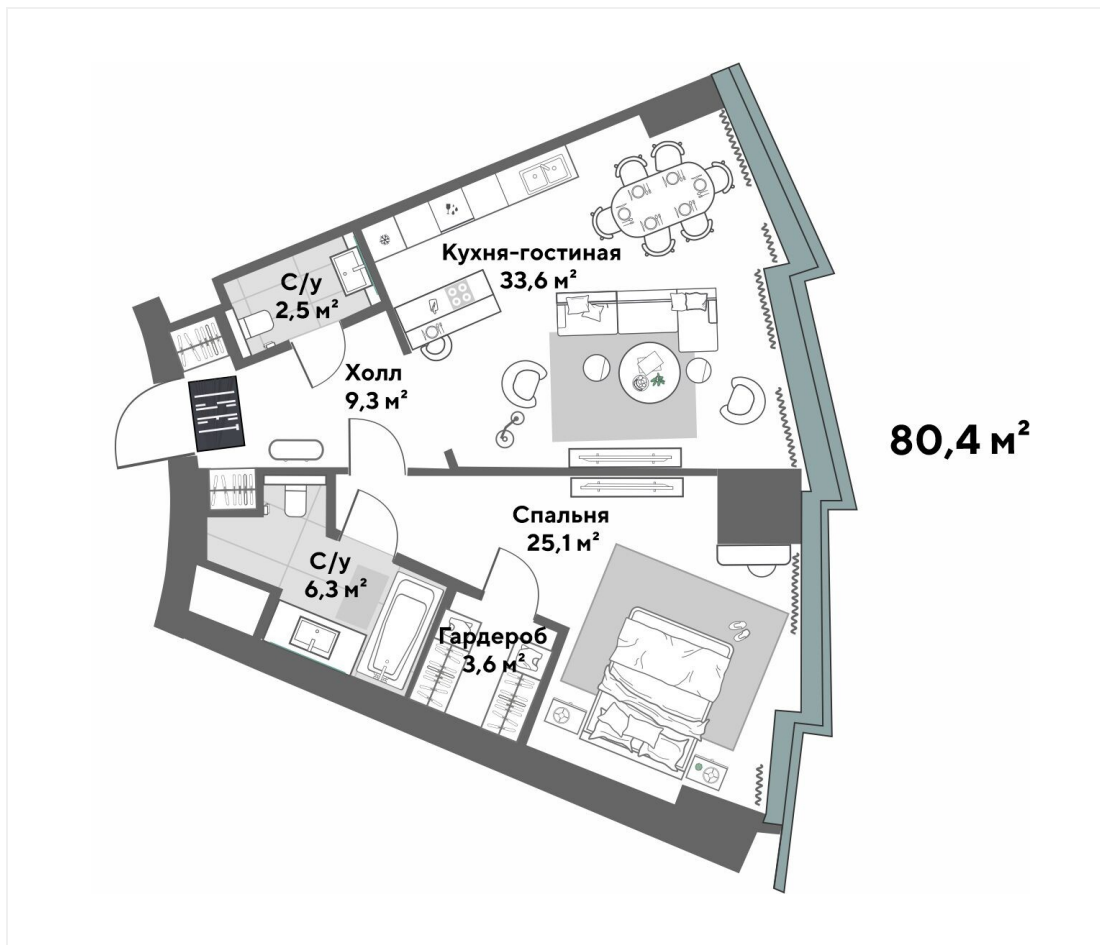 Кухня-гостиная
33,6 м²
С/у
2,5 м²
Холл
9,3 м²
80,4 м²
Спальня
25,1 м²
С/у
6,3 м²
Гардероб
3,6 м²